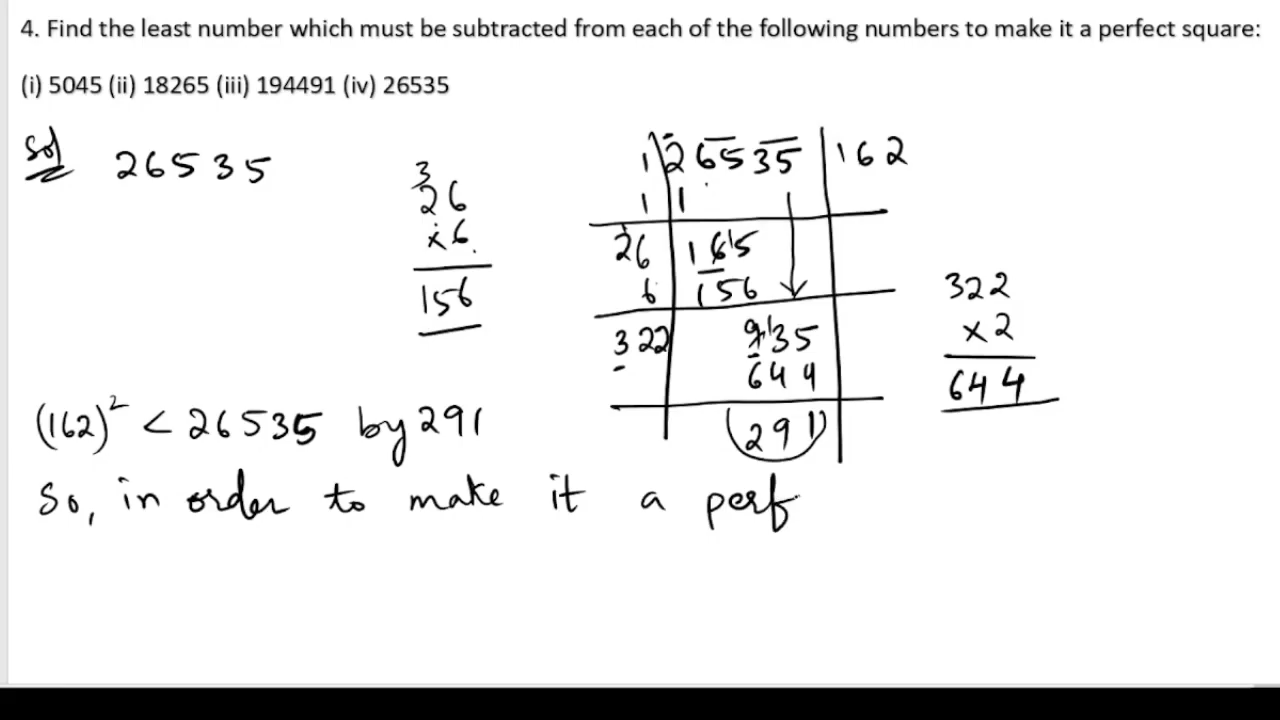 4. Find the least number which must be subtracted from each of the following numbers to make it a perfect square:
(i) 5045 (ii) 18265 (iii) 194491 (iv) 26535
Sol 26535
3
26
×6
156
1 2 65 35 162
1 1
26 165
6 156
322 935
644
291
322
×2
644
(162)² < 26535 by 291
So, in order to make it a perf